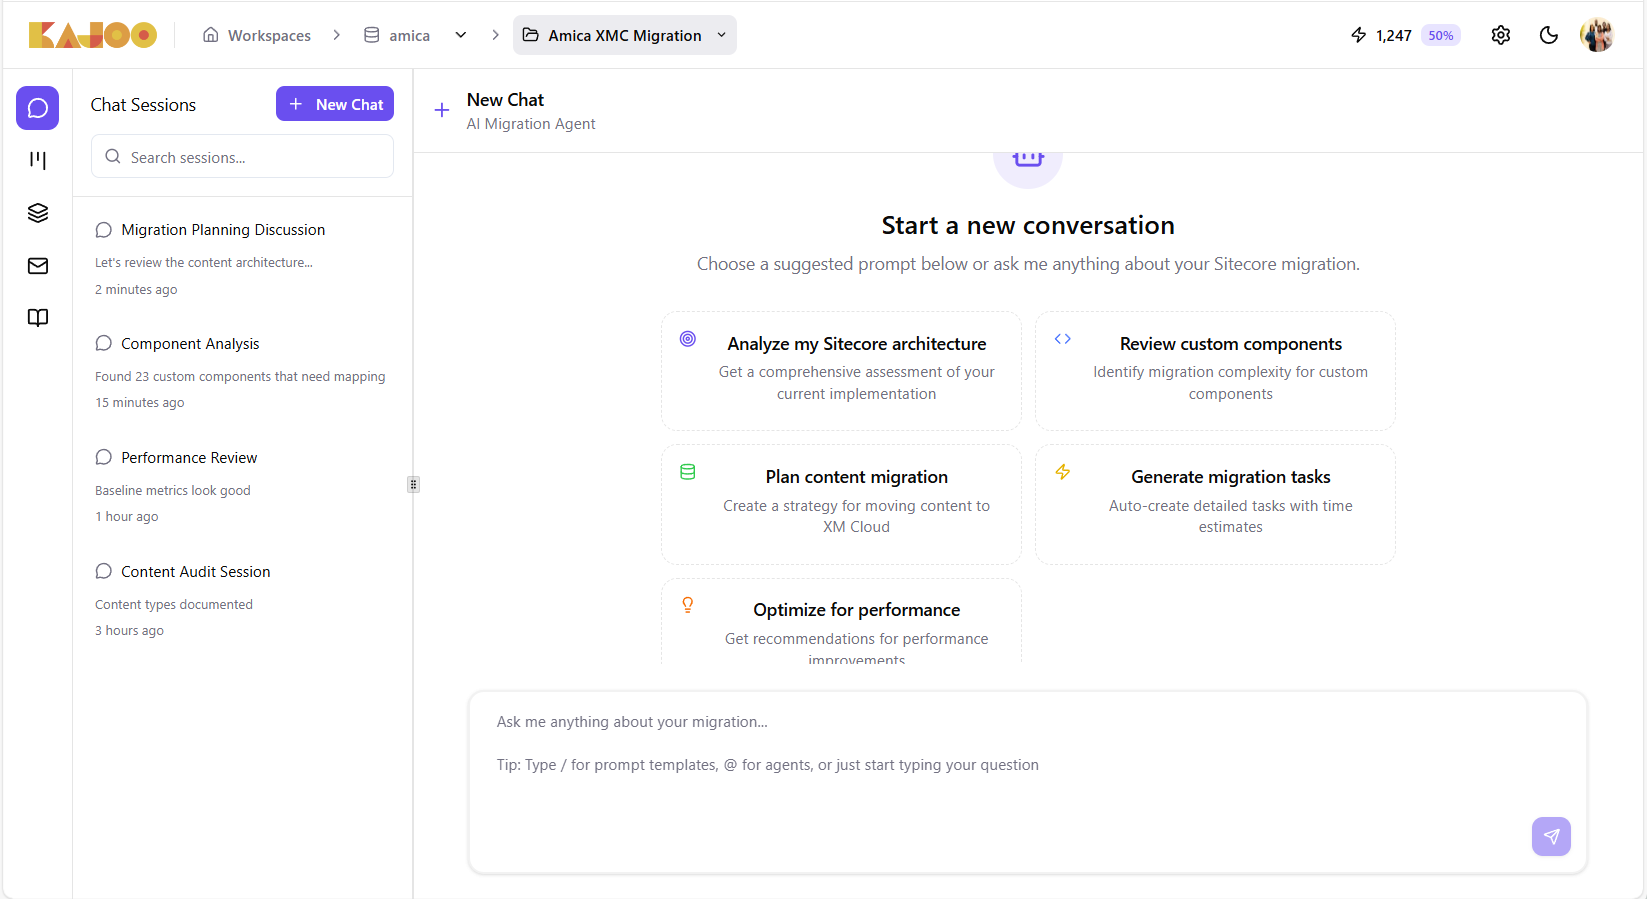 KAJOO
Workspaces
amica
Amica XMC Migration
1,247
50%
Chat Sessions
New Chat
Search sessions...
Migration Planning Discussion
Let's review the content architecture...
2 minutes ago
Component Analysis
Found 23 custom components that need mapping
15 minutes ago
Performance Review
Baseline metrics look good
1 hour ago
Content Audit Session
Content types documented
3 hours ago
New Chat
AI Migration Agent
Start a new conversation
Choose a suggested prompt below or ask me anything about your Sitecore migration.
Analyze my Sitecore architecture
Get a comprehensive assessment of your
current implementation
Review custom components
Identify migration complexity for custom
components
Plan content migration
Create a strategy for moving content to
XM Cloud
Generate migration tasks
Auto-create detailed tasks with time
estimates
Optimize for performance
Get recommendations for performance
improvements
Ask me anything about your migration...
Tip: Type / for prompt templates, @ for agents, or just start typing your question